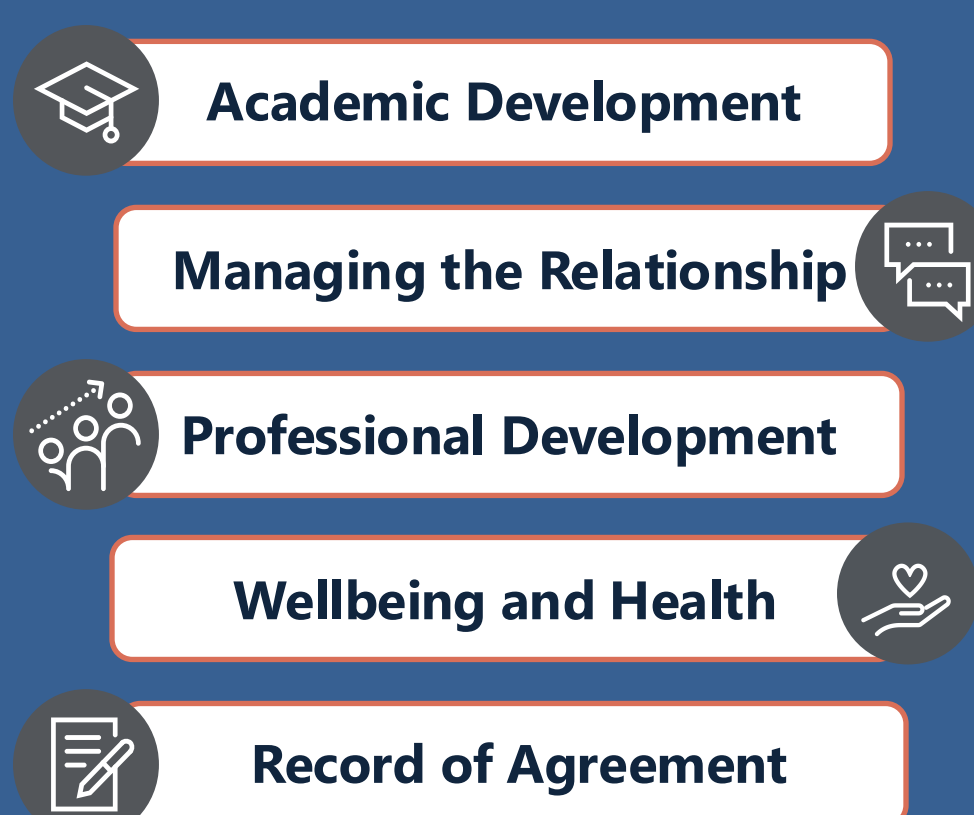 Academic Development
Managing the Relationship
Professional Development
Wellbeing and Health
Record of Agreement